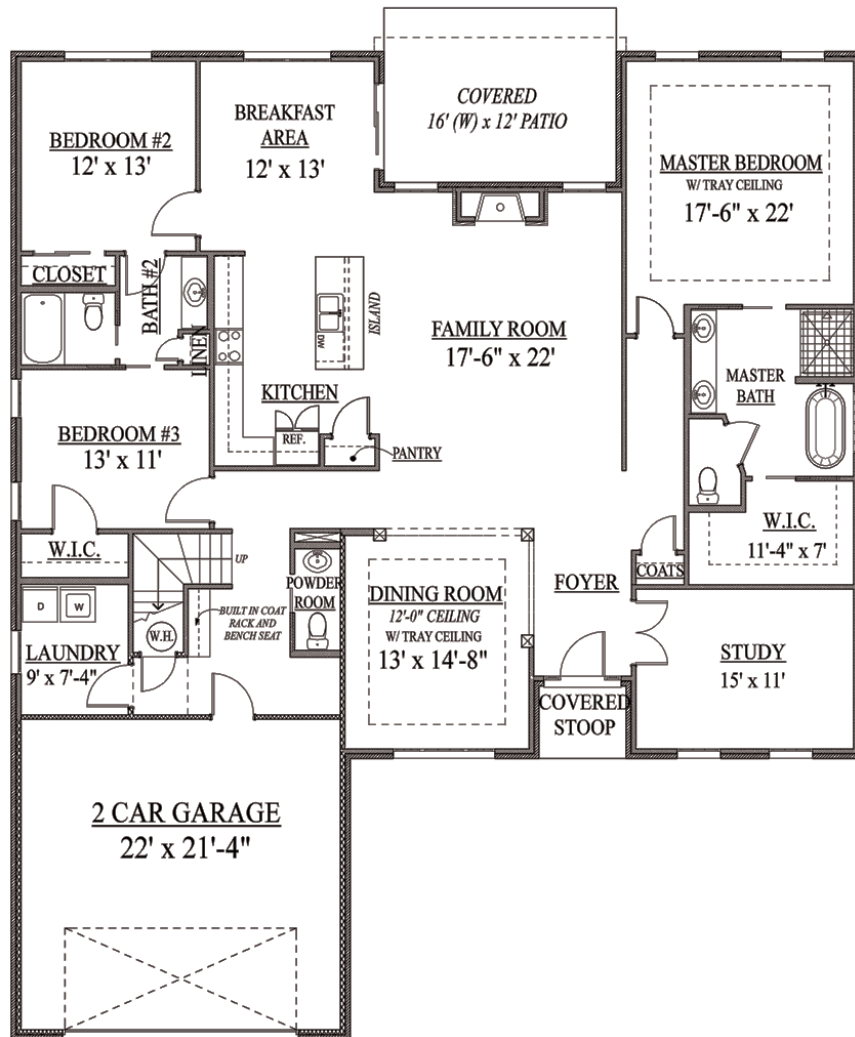 COVERED
16' (W) x 12' PATIO
BREAKFAST
AREA
12' x 13'
BEDROOM #2
12' x 13'
MASTER BEDROOM
W/ TRAY CEILING
17'-6" x 22'
CLOSET
BATH #2
LINEN
ISLAND
DW
FAMILY ROOM
17'-6" x 22'
KITCHEN
REF.
PANTRY
MASTER
BATH
BEDROOM #3
13' x 11'
W.I.C.
W.I.C.
11'-4" x 7'
UP
COATS
POWDER
ROOM
BUILT IN COAT
RACK AND
BENCH SEAT
DINING ROOM
12'-0" CEILING
W/ TRAY CEILING
13' x 14'-8"
FOYER
D
W
W.H.
LAUNDRY
9' x 7'-4"
STUDY
15' x 11'
COVERED
STOOP
2 CAR GARAGE
22' x 21'-4"